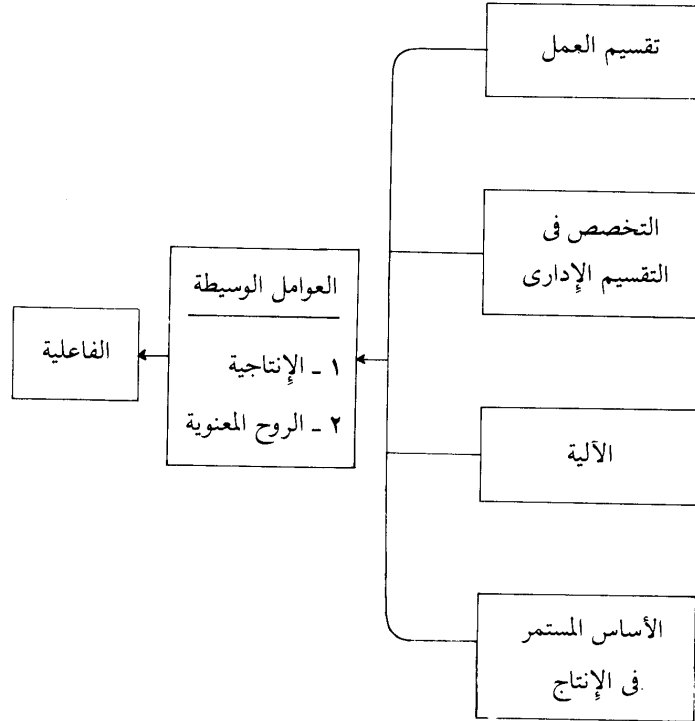 تقسيم العمل
التخصص فى
التقسيم الإدارى
الآلية
الأساس المستمر
فى الإنتاج
العوامل الوسيطة
١ ـ الإنتاجية
٢ ـ الروح المعنوية
الفاعلية